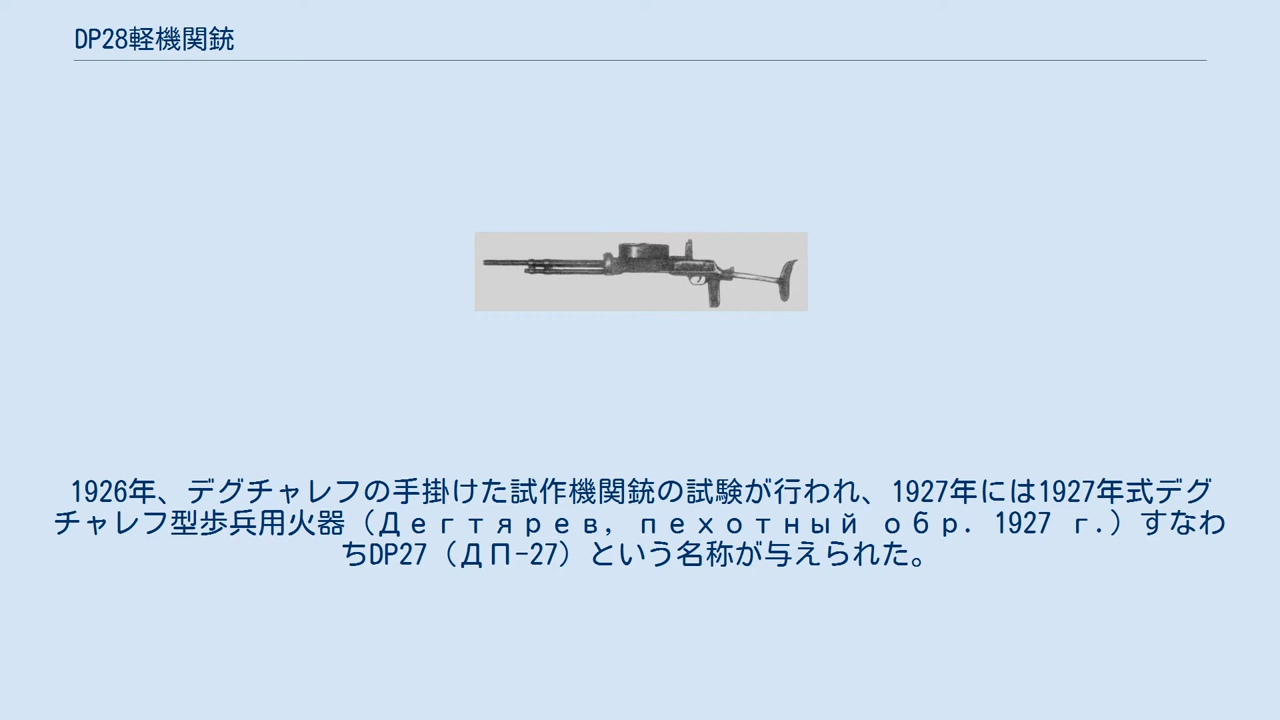 DP28軽機関銃
1926年、デグチャレフの手掛けた試作機関銃の試験が行われ、1927年には1927年式デグ
チャレフ型歩兵用火器（Дегтярев, пехотный обр. 1927 г.）すなわ
ちDP27（ДП-27）という名称が与えられた。